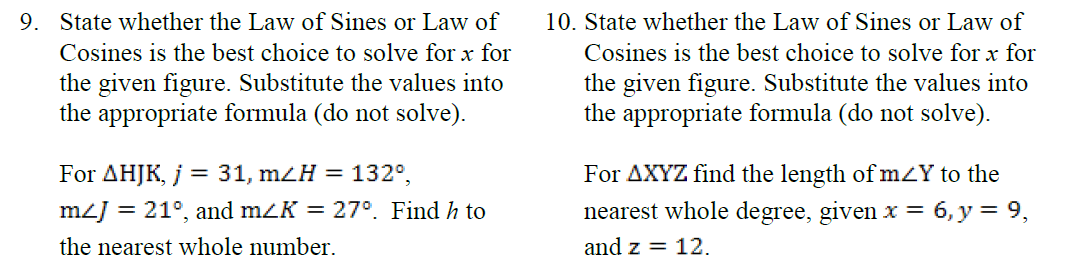 9. State whether the Law of Sines or Law of
Cosines is the best choice to solve for x for
the given figure. Substitute the values into
the appropriate formula (do not solve).
For ΔHJK, j = 31, m∠H = 132°,
m∠J = 21°, and m∠K = 27°. Find h to
the nearest whole number.
10. State whether the Law of Sines or Law of
Cosines is the best choice to solve for x for
the given figure. Substitute the values into
the appropriate formula (do not solve).
For ΔXYZ find the length of m∠Y to the
nearest whole degree, given x = 6, y = 9,
and z = 12.